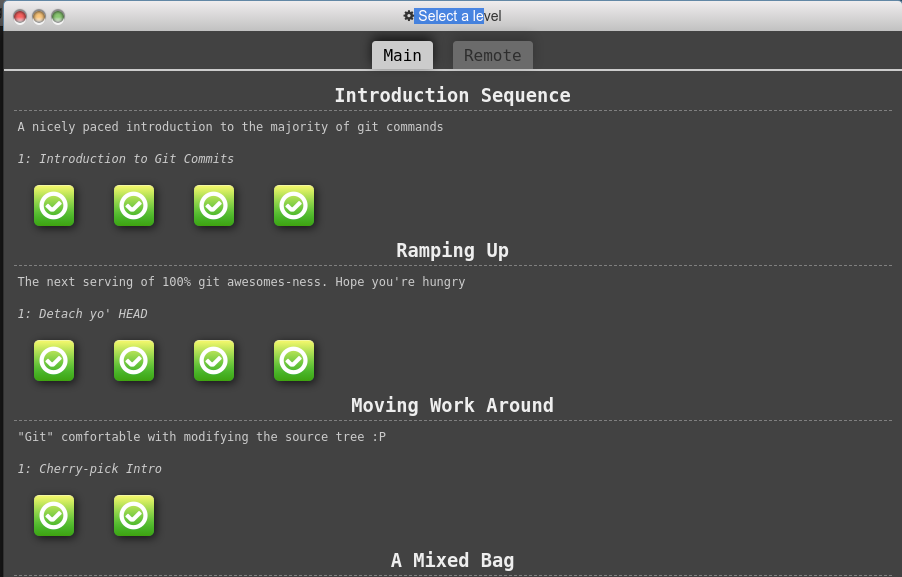 Select a level
Main Remote
Introduction Sequence
A nicely paced introduction to the majority of git commands
1: Introduction to Git Commits
Ramping Up
The next serving of 100% git awesomes-ness. Hope you're hungry
1: Detach yo' HEAD
Moving Work Around
"Git" comfortable with modifying the source tree :P
1: Cherry-pick Intro
A Mixed Bag